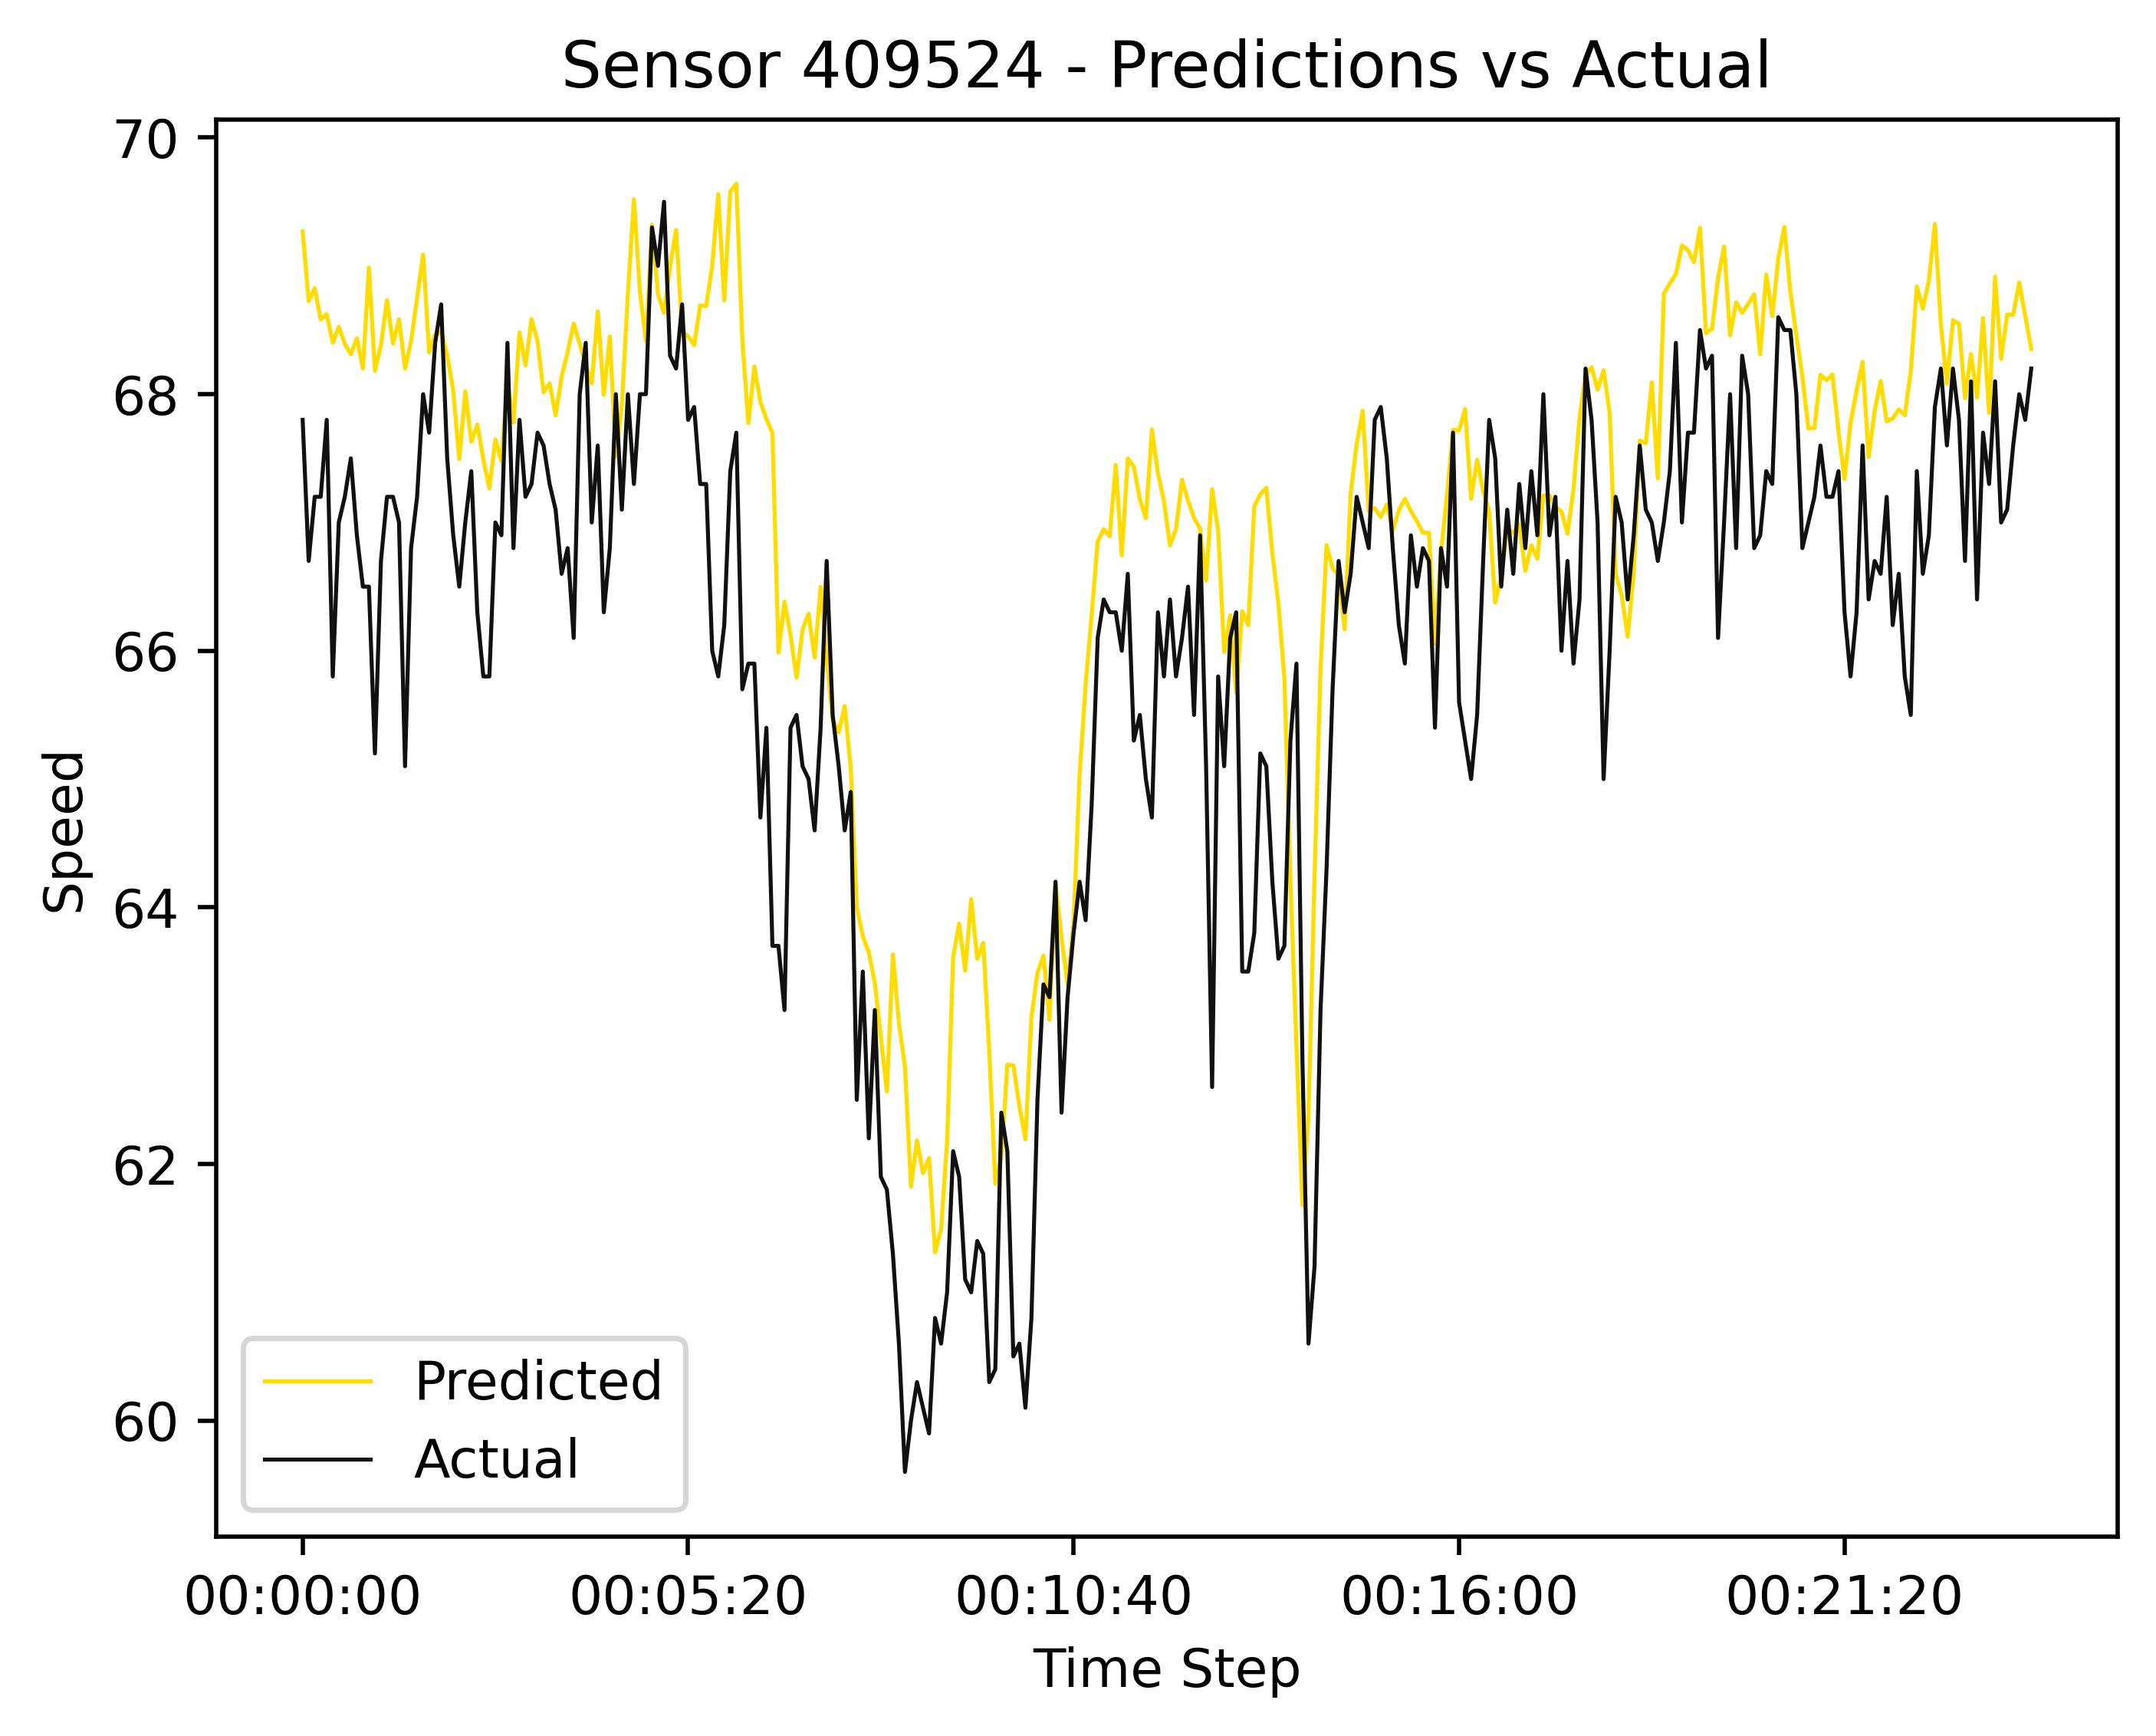 Sensor 409524 - Predictions vs Actual
70
68
66
64
62
60
Speed
Predicted
Actual
00:00:00 00:05:20 00:10:40 00:16:00 00:21:20
Time Step